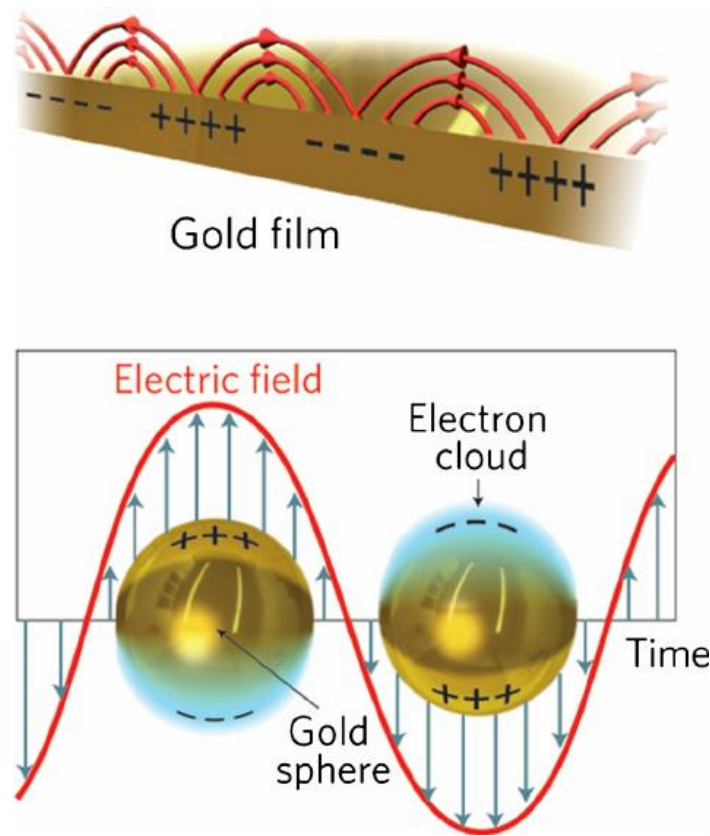 - - - - + + + + - - - - + + + +
Gold film
Electric field
Electron
cloud
+ + + - - -
Time
- - - + + +
Gold
sphere